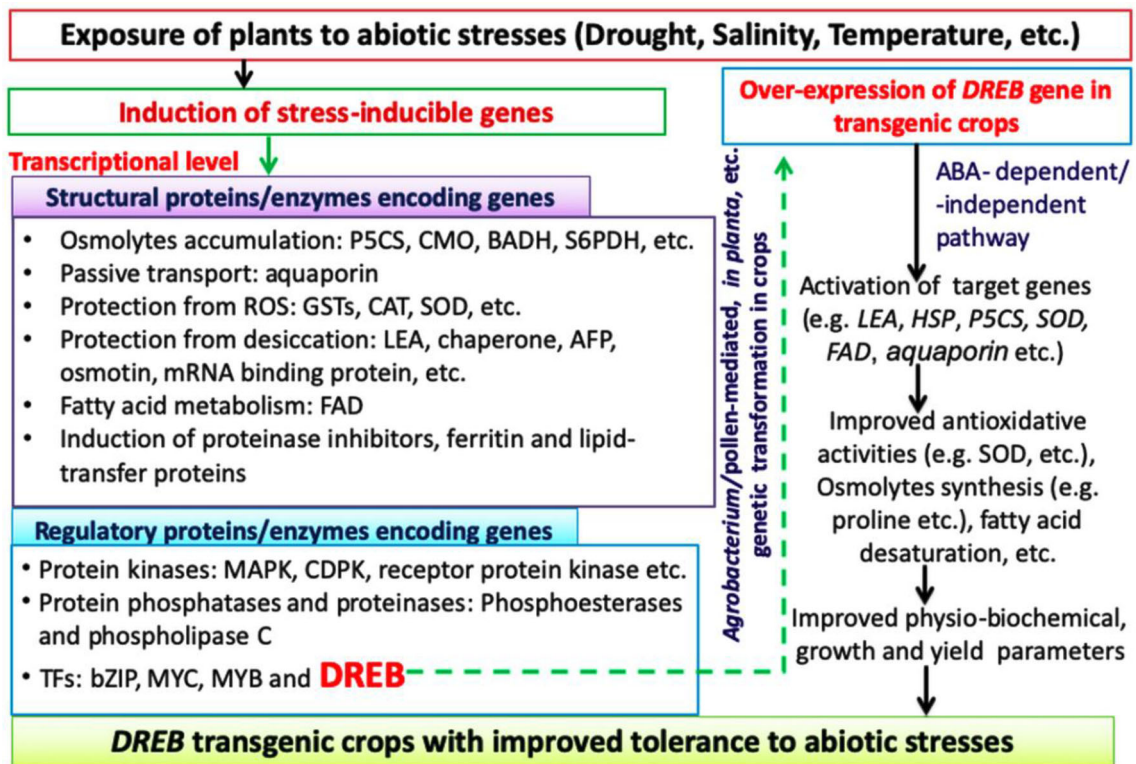 Exposure of plants to abiotic stresses (Drought, Salinity, Temperature, etc.)
Induction of stress-inducible genes
Transcriptional level
Structural proteins/enzymes encoding genes
• Osmolytes accumulation: P5CS, CMO, BADH, S6PDH, etc.
• Passive transport: aquaporin
• Protection from ROS: GSTs, CAT, SOD, etc.
• Protection from desiccation: LEA, chaperone, AFP,
osmotin, mRNA binding protein, etc.
• Fatty acid metabolism: FAD
• Induction of proteinase inhibitors, ferritin and lipid-
transfer proteins
Regulatory proteins/enzymes encoding genes
• Protein kinases: MAPK, CDPK, receptor protein kinase etc.
• Protein phosphatases and proteinases: Phosphoesterases
and phospholipase C
• TFs: bZIP, MYC, MYB and DREB
Agrobacterium/pollen-mediated, in planta, etc.
genetic transformation in crops
Over-expression of DREB gene in
transgenic crops
ABA- dependent/
-independent
pathway
Activation of target genes
(e.g. LEA, HSP, P5CS, SOD,
FAD, aquaporin etc.)
Improved antioxidative
activities (e.g. SOD, etc.),
Osmolytes synthesis (e.g.
proline etc.), fatty acid
desaturation, etc.
Improved physio-biochemical,
growth and yield parameters
DREB transgenic crops with improved tolerance to abiotic stresses